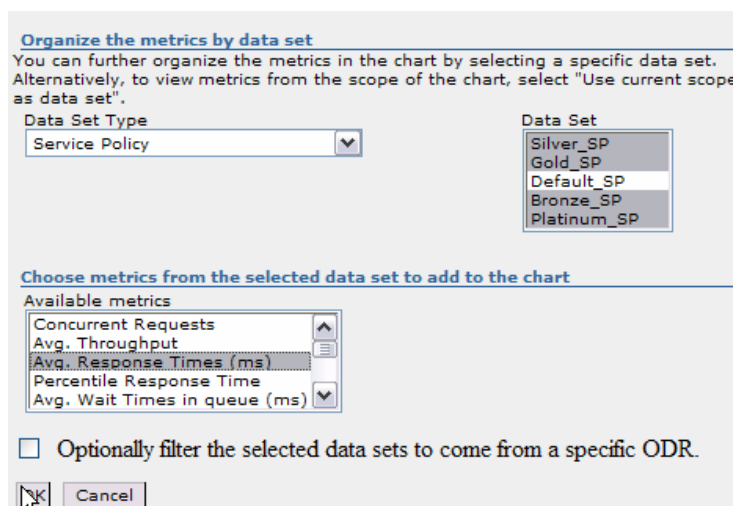 Organize the metrics by data set
You can further organize the metrics in the chart by selecting a specific data set.
Alternatively, to view metrics from the scope of the chart, select "Use current scope
as data set".
Data Set Type
Data Set
Service Policy
Silver_SP
Gold_SP
Default_SP
Bronze_SP
Platinum_SP
Choose metrics from the selected data set to add to the chart
Available metrics
Concurrent Requests
Avg. Throughput
Avg. Response Times (ms)
Percentile Response Time
Avg. Wait Times in queue (ms)
Optionally filter the selected data sets to come from a specific ODR.
OK Cancel